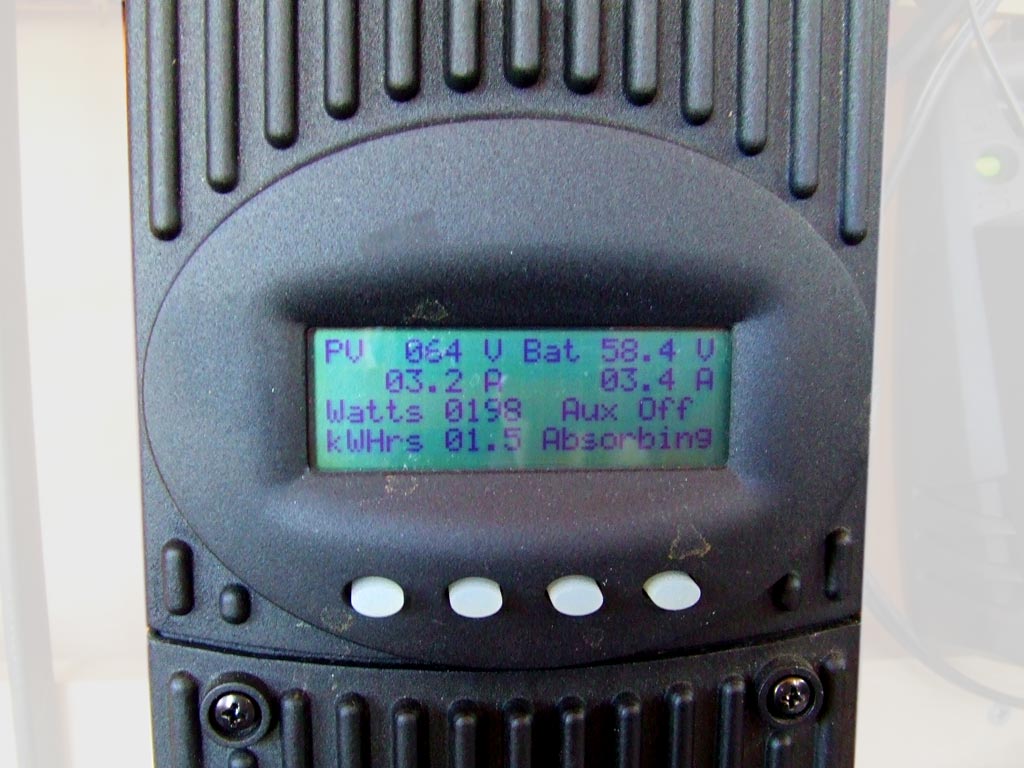 PV 064 V Bat 58.4 V
03.2 A 03.4 A
Watts 0198 Aux Off
kWHrs 01.5 Absorbing